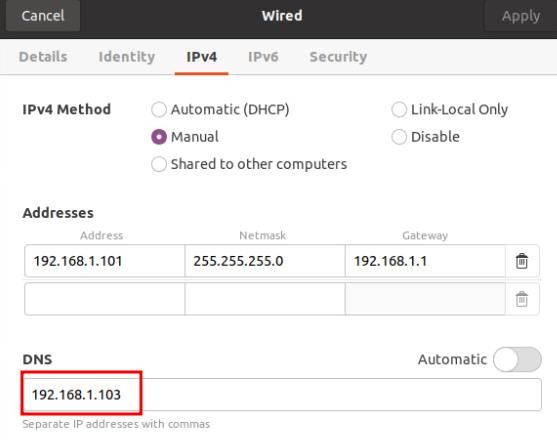 Cancel Wired Apply
Details Identity IPv4 IPv6 Security
IPv4 Method Automatic (DHCP) Link-Local Only
Manual Disable
Shared to other computers
Addresses
Address Netmask Gateway
192.168.1.101 255.255.255.0 192.168.1.1
DNS Automatic
192.168.1.103
Separate IP addresses with commas